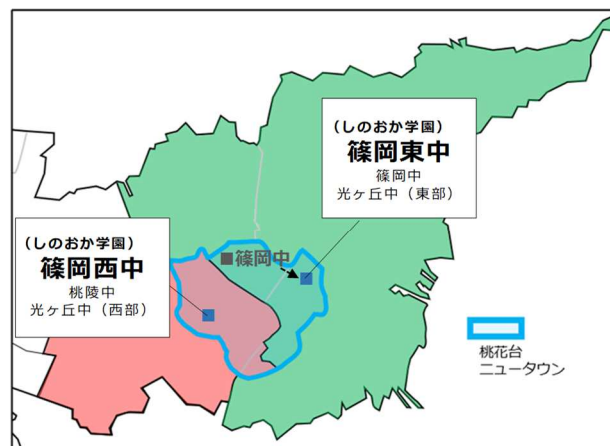 (しのおか学園)
篠岡東中
篠岡中
光ヶ丘中（東部）
■篠岡中
(しのおか学園)
篠岡西中
桃陵中
光ヶ丘中（西部）
桃花台
ニュータウン